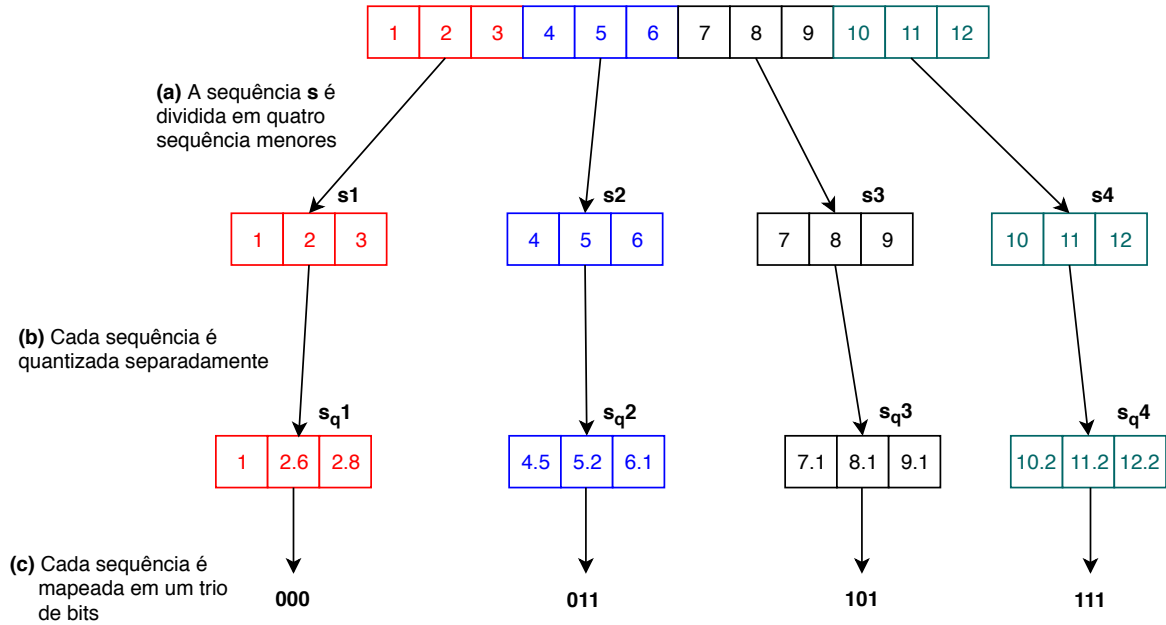 1 2 3 4 5 6 7 8 9 10 11 12
(a) A sequência s é
dividida em quatro
sequência menores
s1 s2 s3 s4
1 2 3 4 5 6 7 8 9 10 11 12
(b) Cada sequência é
quantizada separadamente
sq1 sq2 sq3 sq4
1 2.6 2.8 4.5 5.2 6.1 7.1 8.1 9.1 10.2 11.2 12.2
(c) Cada sequência é
mapeada em um trio
de bits
000 011 101 111